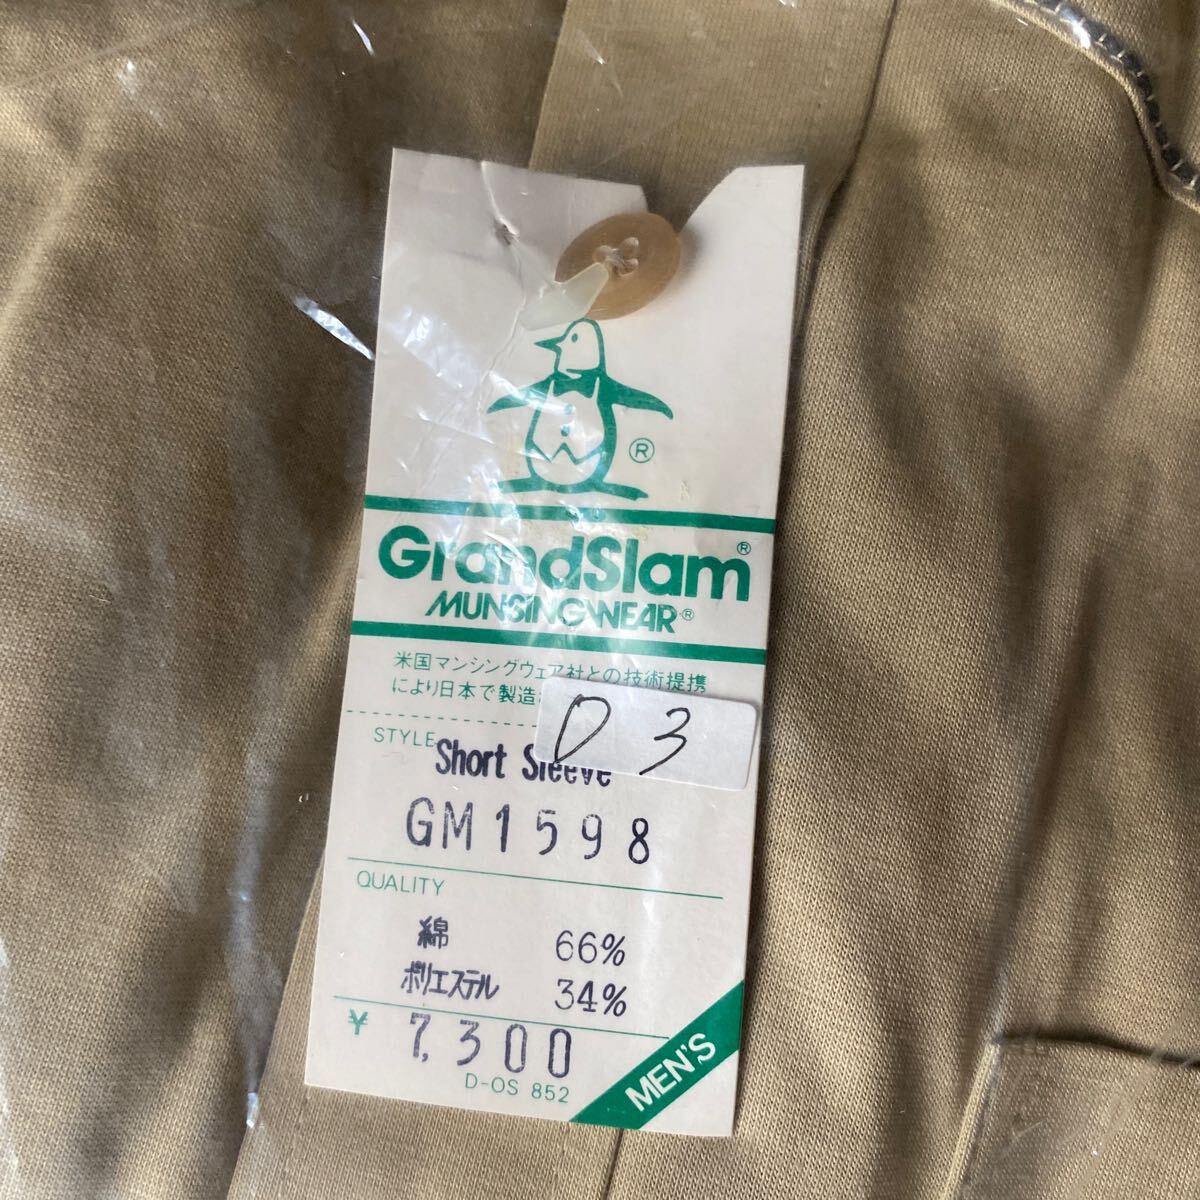 ®
GrandSlam®
MUNSINGWEAR®
米国マンシングウェア社との技術提携
により日本で製造
D 3
STYLE
Short Sleeve
GM1598
QUALITY
綿 66%
ポリエステル 34%
¥ 7,300
D-OS 852
MEN'S